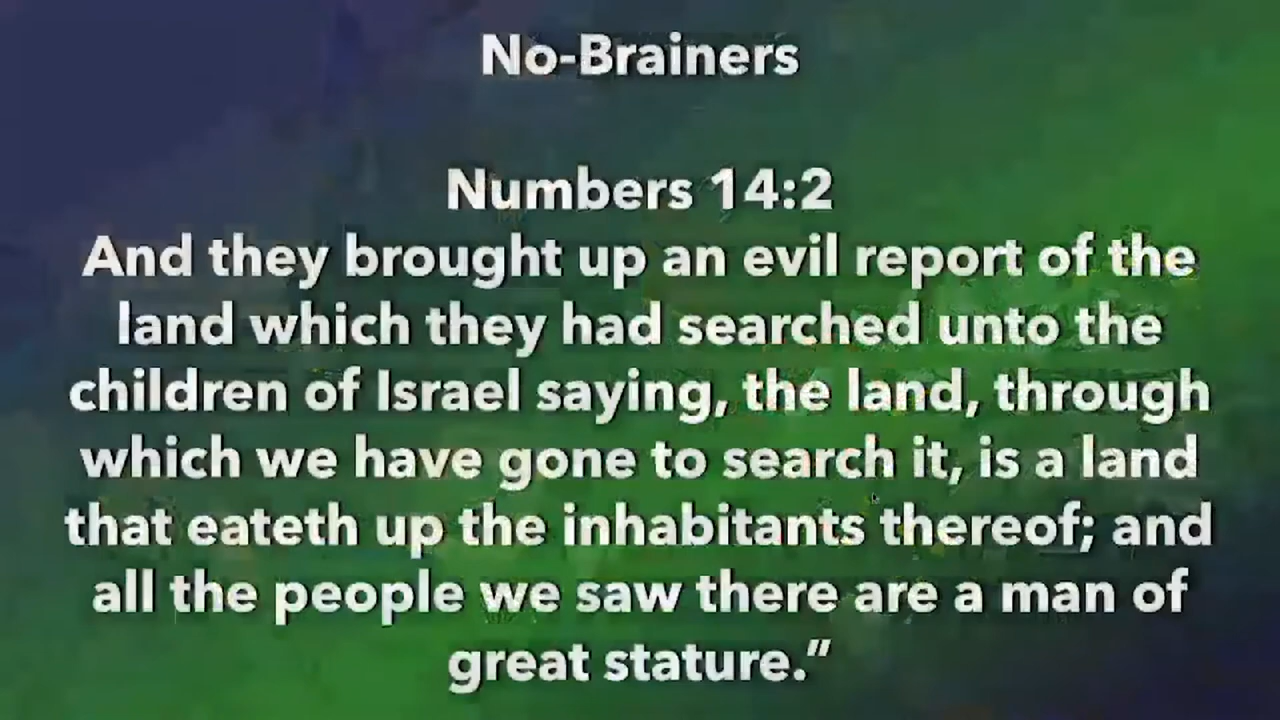 No-Brainers
Numbers 14:2
And they brought up an evil report of the
land which they had searched unto the
children of Israel saying, the land, through
which we have gone to search it, is a land
that eateth up the inhabitants thereof; and
all the people we saw there are a man of
great stature.”